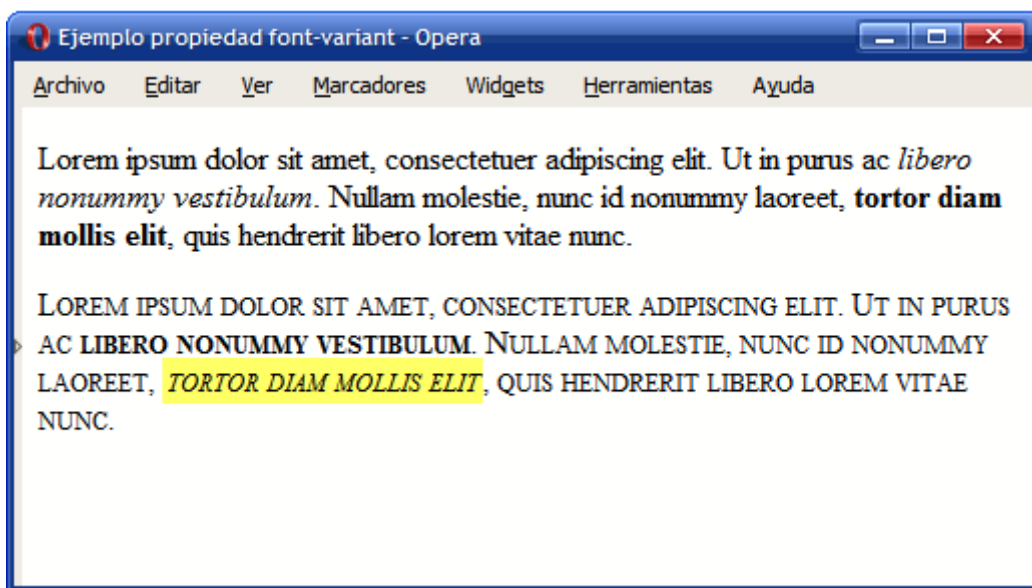 Ejemplo propiedad font-variant - Opera
Archivo Editar Ver Marcadores Widgets Herramientas Ayuda
Lorem ipsum dolor sit amet, consectetuer adipiscing elit. Ut in purus ac libero
nonummy vestibulum. Nullam molestie, nunc id nonummy laoreet, tortor diam
mollis elit, quis hendrerit libero lorem vitae nunc.
LOREM IPSUM DOLOR SIT AMET, CONSECTETUER ADIPISCING ELIT. UT IN PURUS
AC LIBERO NONUMMY VESTIBULUM. NULLAM MOLESTIE, NUNC ID NONUMMY
LAOREET, TORTOR DIAM MOLLIS ELIT, QUIS HENDRERIT LIBERO LOREM VITAE
NUNC.